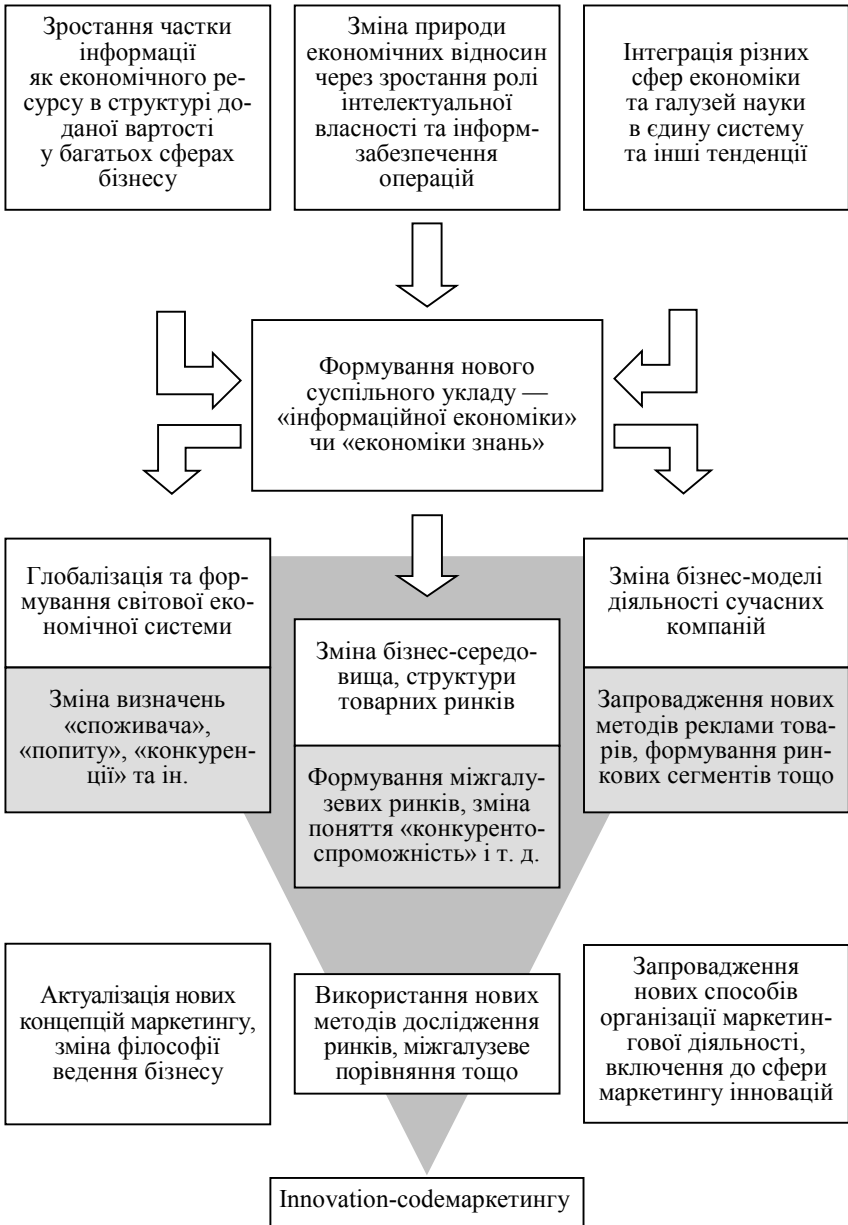 Зростання частки
інформації
як економічного ре-
сурсу в структурі до-
даної вартості
у багатьох сферах
бізнесу
Зміна природи
економічних відносин
через зростання ролі
інтелектуальної
власності та інформ-
забезпечення
операцій
Інтеграція різних
сфер економіки
та галузей науки
в єдину систему
та інші тенденції
Формування нового
суспільного укладу —
«інформаційної економіки»
чи «економіки знань»
Глобалізація та фор-
мування світової еко-
номічної системи
Зміна визначень
«споживача»,
«попиту», «конкурен-
ції» та ін.
Зміна бізнес-середо-
вища, структури
товарних ринків
Формування міжгалу-
зевих ринків, зміна
поняття «конкуренто-
спроможність» і т. д.
Зміна бізнес-моделі
діяльності сучасних
компаній
Запровадження нових
методів реклами това-
рів, формування рин-
кових сегментів тощо
Актуалізація нових
концепцій маркетингу,
зміна філософії
ведення бізнесу
Використання нових
методів дослідження
ринків, міжгалузеве
порівняння тощо
Запровадження
нових способів
організації маркетин-
гової діяльності,
включення до сфери
маркетингу інновацій
Innovation-codeмаркетингу